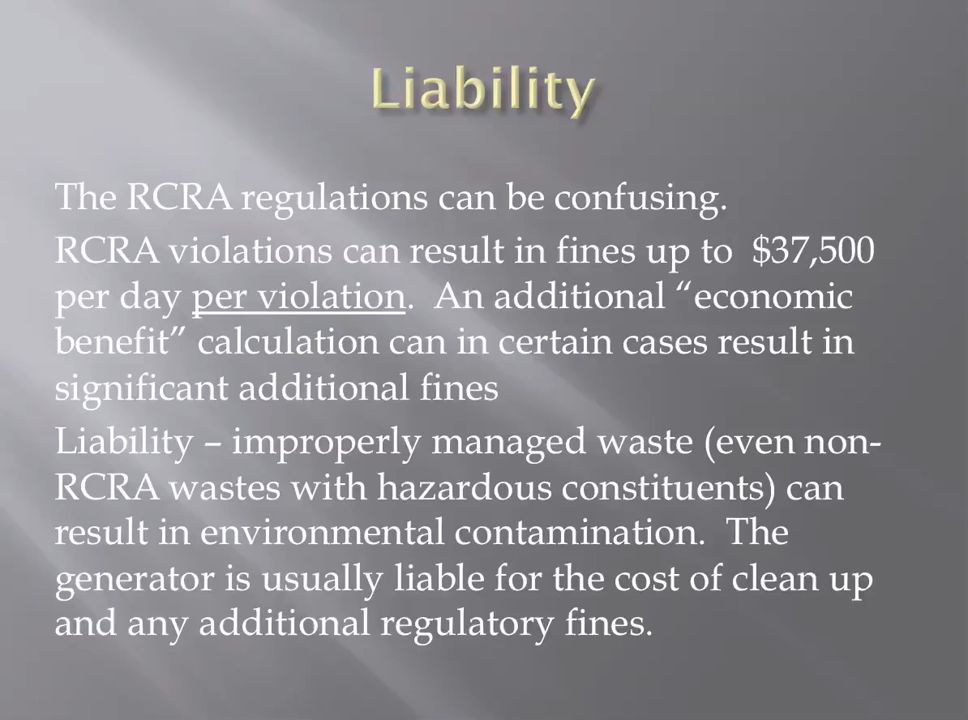 Liability
The RCRA regulations can be confusing.
RCRA violations can result in fines up to  $37,500
per day per violation.  An additional “economic
benefit” calculation can in certain cases result in
significant additional fines
Liability – improperly managed waste (even non-
RCRA wastes with hazardous constituents) can
result in environmental contamination.  The
generator is usually liable for the cost of clean up
and any additional regulatory fines.